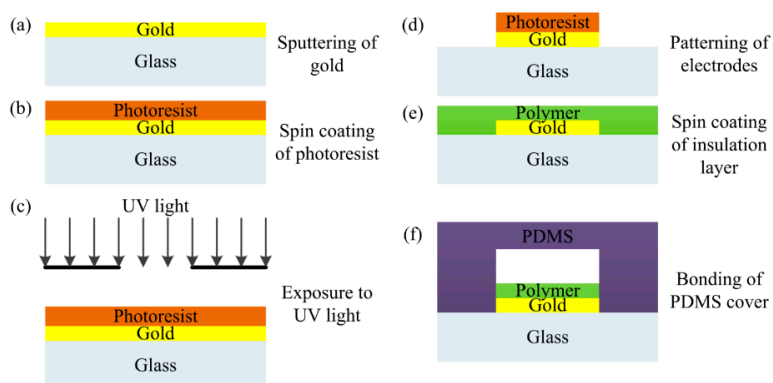 (a)
Gold
Glass
Sputtering of
gold
(b)
Photoresist
Gold
Glass
Spin coating
of photoresist
(c)
UV light
Photoresist
Gold
Glass
Exposure to
UV light
(d)
Photoresist
Gold
Glass
Patterning of
electrodes
(e)
Polymer
Gold
Glass
Spin coating
of insulation
layer
(f)
PDMS
Polymer
Gold
Glass
Bonding of
PDMS cover